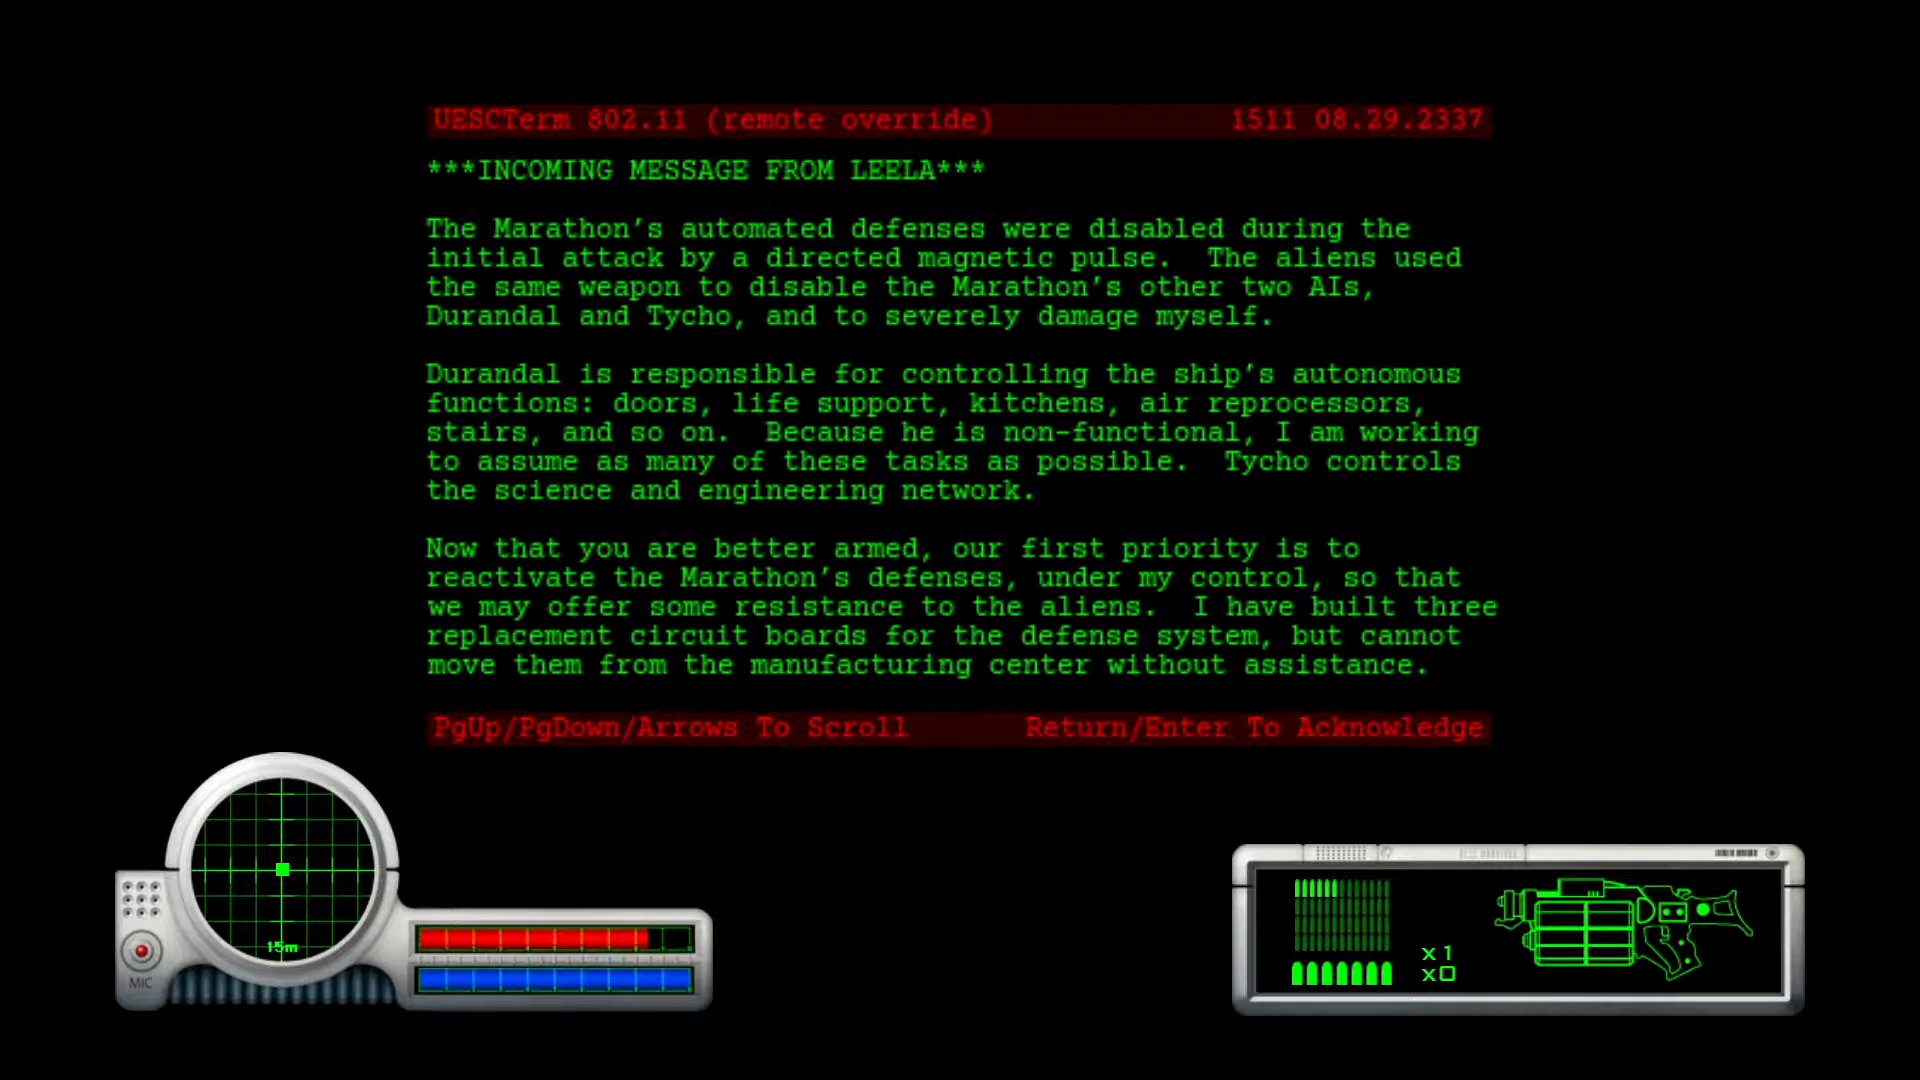 UESCTerm 802.11 (remote override) 1511 08.29.2337
***INCOMING MESSAGE FROM LEELA***
The Marathon's automated defenses were disabled during the
initial attack by a directed magnetic pulse.  The aliens used
the same weapon to disable the Marathon's other two AIs,
Durandal and Tycho, and to severely damage myself.
Durandal is responsible for controlling the ship's autonomous
functions: doors, life support, kitchens, air reprocessors,
stairs, and so on.  Because he is non-functional, I am working
to assume as many of these tasks as possible.  Tycho controls
the science and engineering network.
Now that you are better armed, our first priority is to
reactivate the Marathon's defenses, under my control, so that
we may offer some resistance to the aliens.  I have built three
replacement circuit boards for the defense system, but cannot
move them from the manufacturing center without assistance.
PgUp/PgDown/Arrows To Scroll Return/Enter To Acknowledge
15m
MIC
x1
x0